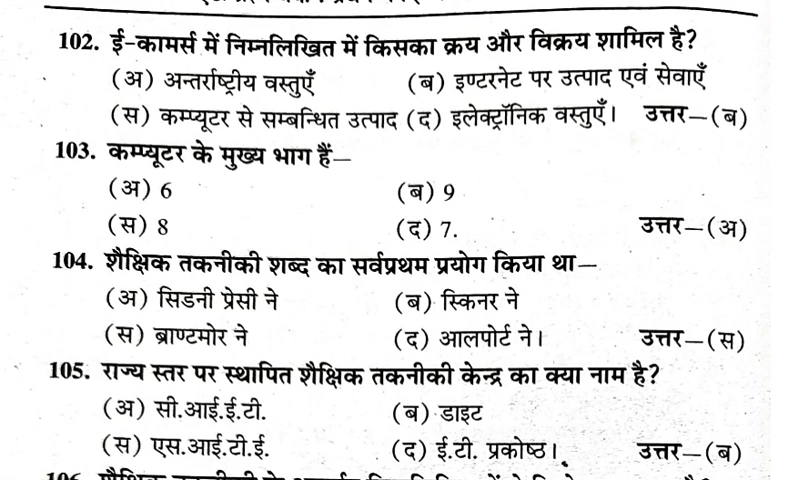 102. ई-कामर्स में निम्नलिखित में किसका क्रय और विक्रय शामिल है?
(अ) अन्तर्राष्ट्रीय वस्तुएँ (ब) इण्टरनेट पर उत्पाद एवं सेवाएँ
(स) कम्प्यूटर से सम्बन्धित उत्पाद (द) इलेक्ट्रॉनिक वस्तुएँ। उत्तर—(ब)
103. कम्प्यूटर के मुख्य भाग हैं—
(अ) 6 (ब) 9
(स) 8 (द) 7. उत्तर—(अ)
104. शैक्षिक तकनीकी शब्द का सर्वप्रथम प्रयोग किया था—
(अ) सिडनी प्रेसी ने (ब) स्किनर ने
(स) ब्राण्टमोर ने (द) आलपोर्ट ने। उत्तर—(स)
105. राज्य स्तर पर स्थापित शैक्षिक तकनीकी केन्द्र का क्या नाम है?
(अ) सी.आई.ई.टी. (ब) डाइट
(स) एस.आई.टी.ई. (द) ई.टी. प्रकोष्ठ। उत्तर—(ब)